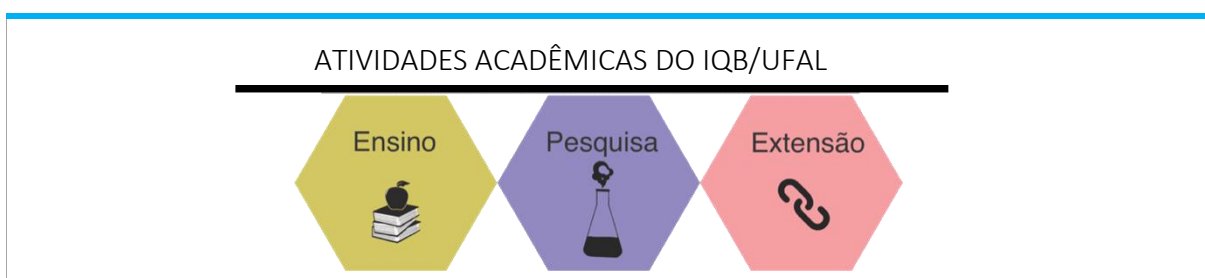 ATIVIDADES ACADÊMICAS DO IQB/UFAL
Ensino
Pesquisa
Extensão